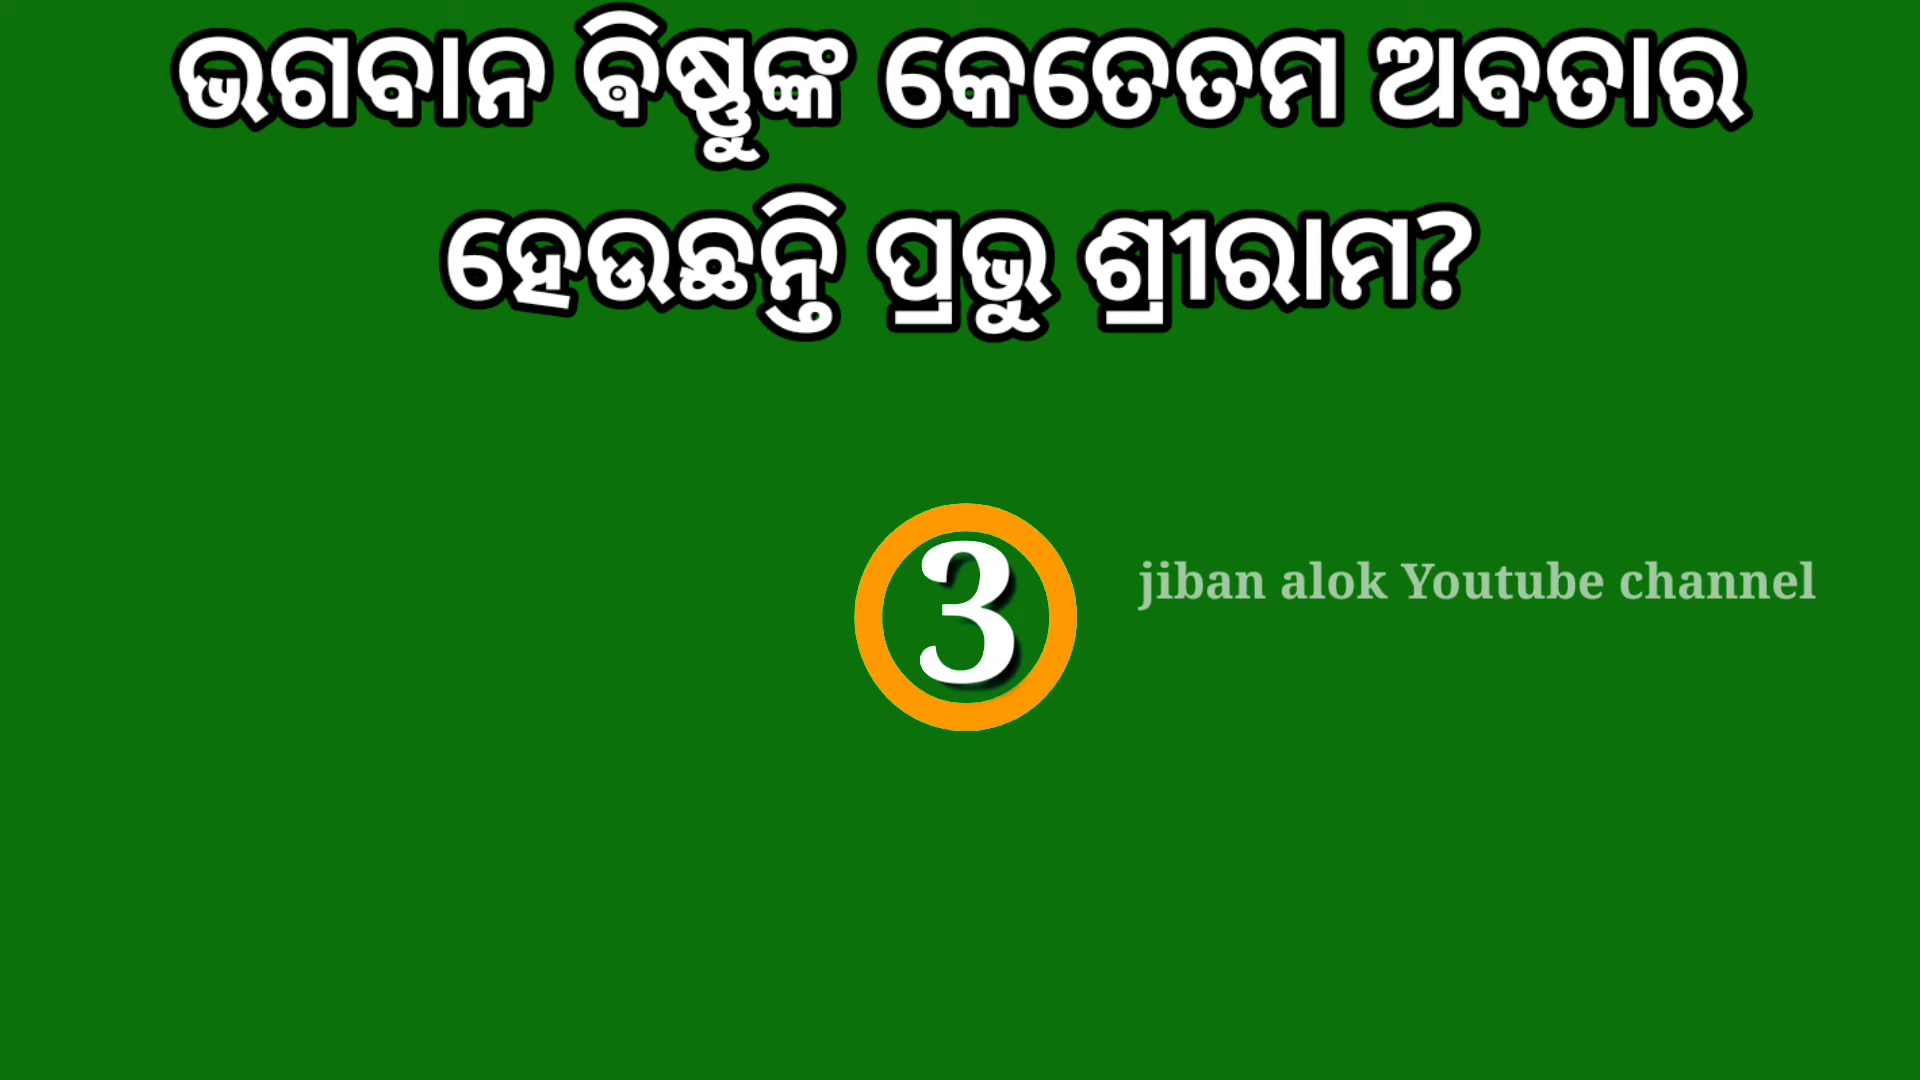 ଭଗବାନ ଵିଷ୍ଣୁଙ୍କ କେତେତମ ଅବତାର
ହେଉଛନ୍ତି ପ୍ରଭୁ ଶ୍ରୀରାମ?
3
jiban alok Youtube channel